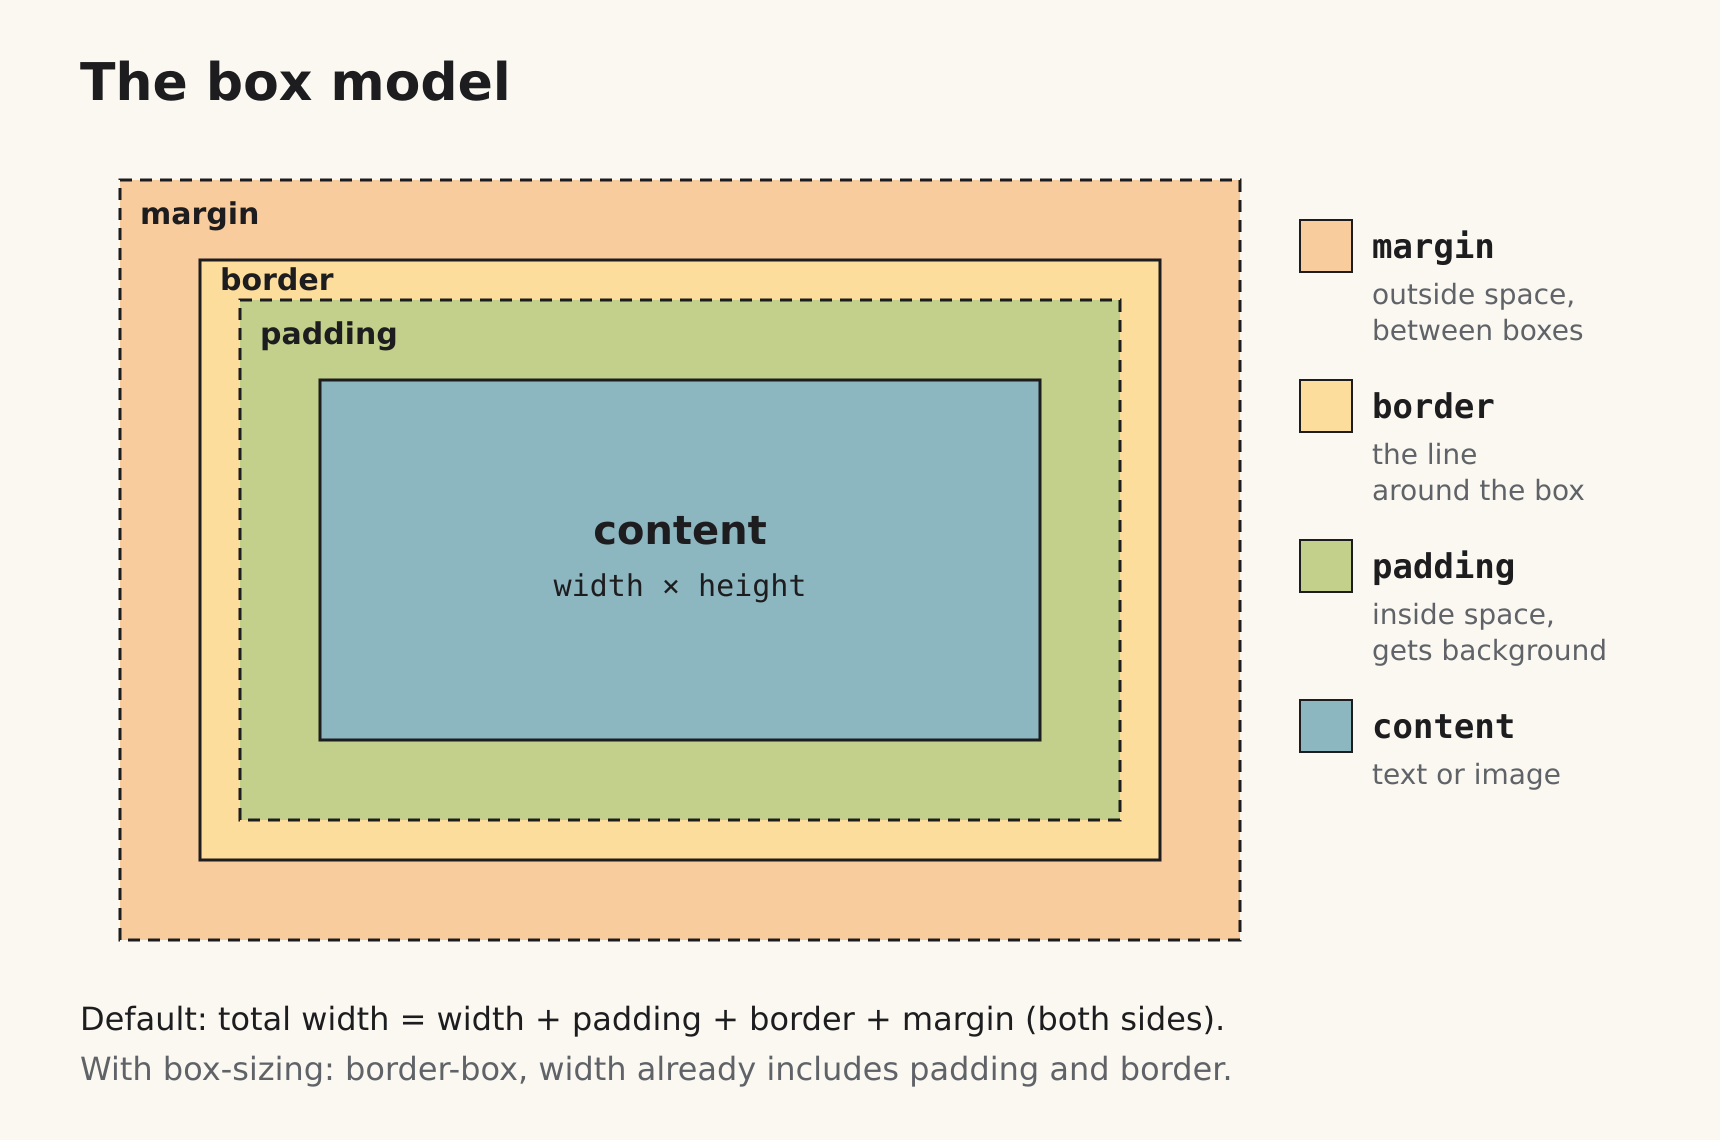 The box model
margin
border
padding
content
width × height
margin
outside space,
between boxes
border
the line
around the box
padding
inside space,
gets background
content
text or image
Default: total width = width + padding + border + margin (both sides).
With box-sizing: border-box, width already includes padding and border.